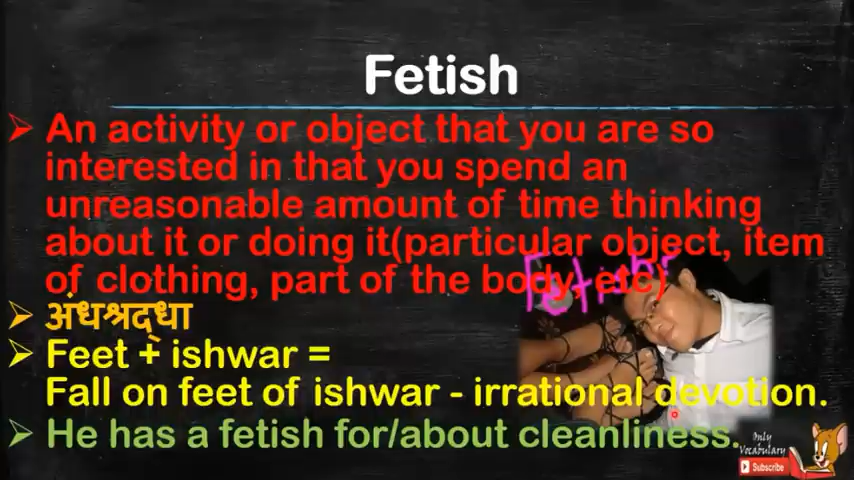 Fetish
An activity or object that you are so
interested in that you spend an
unreasonable amount of time thinking
about it or doing it(particular object, item
of clothing, part of the body, etc)
अंधश्रद्धा
Feet + ishwar =
Fall on feet of ishwar - irrational devotion.
He has a fetish for/about cleanliness.
Only
Vocabulary
Subscribe